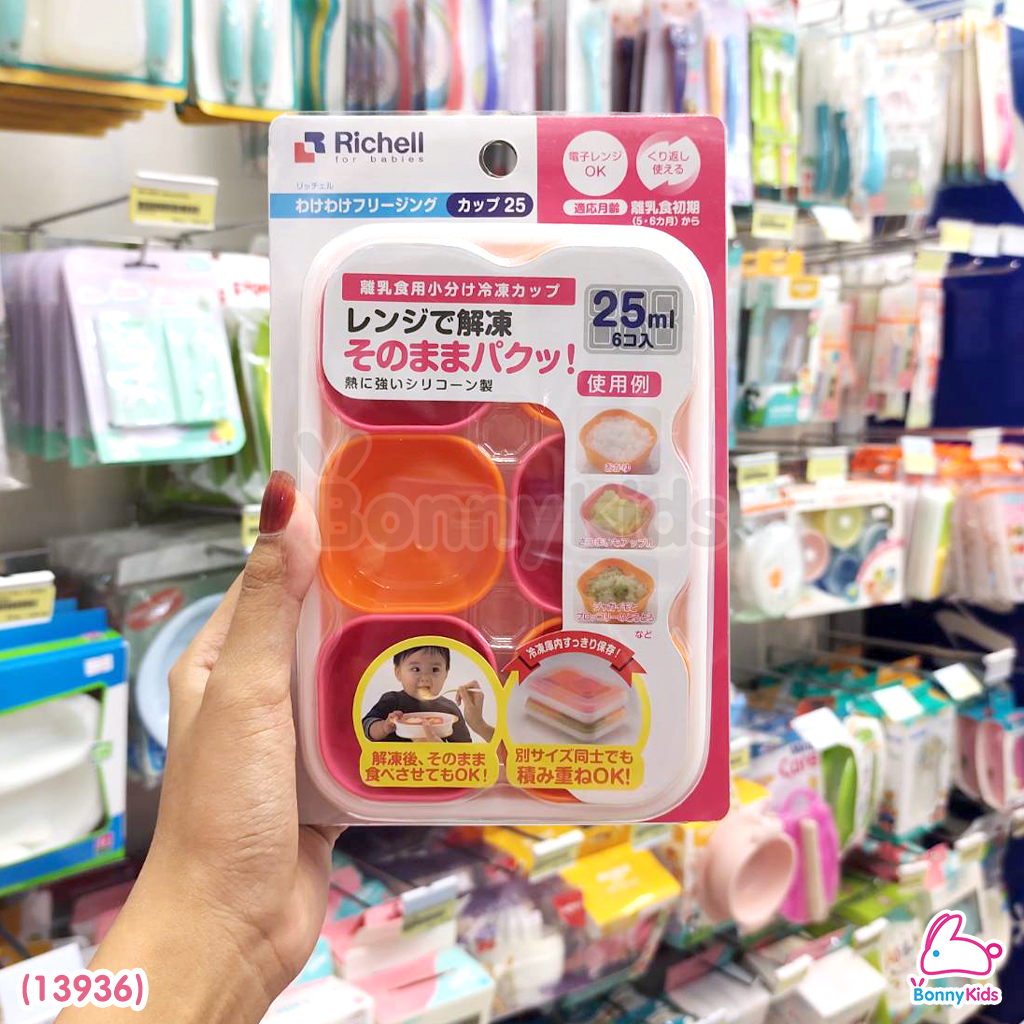 Richell
for babies
電子レンジ
OK
くり返し
使える
リッチェル
わけわけフリージング カップ 25
適応月齢 離乳食初期
(5・6カ月)から
離乳食用小分け冷凍カップ
レンジで解凍
そのままパクッ!
熱に強いシリコーン製
25ml
6コ入
使用例
おかゆ
BonnyKids
など
冷凍庫内すっきり保存!
解凍後、そのまま
食べさせてもOK!
別サイズ同士でも
積み重ねOK!
(13936)
BonnyKids